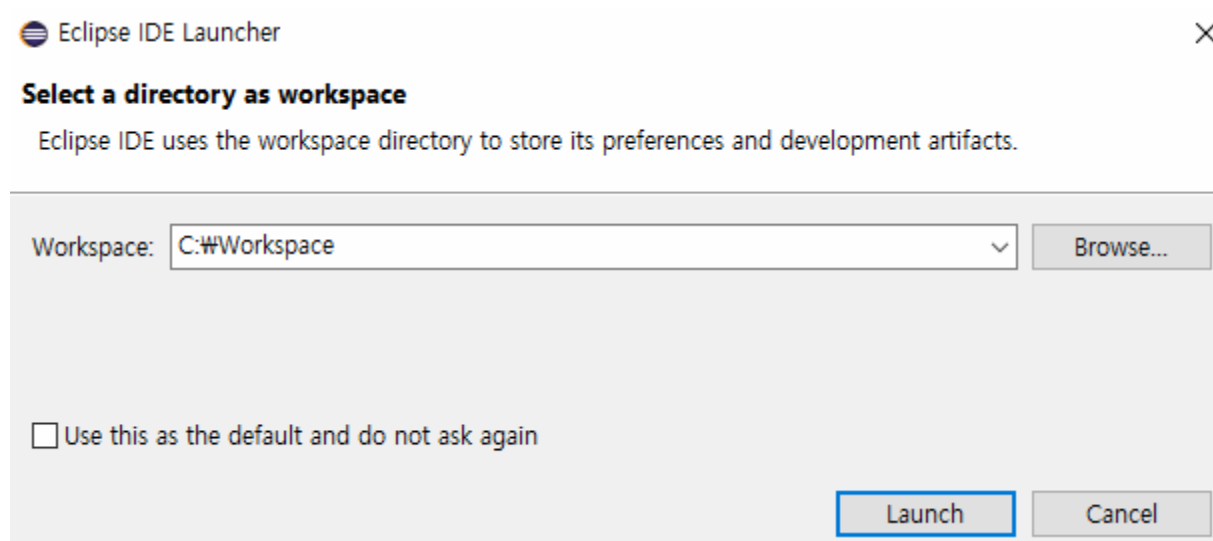 Eclipse IDE Launcher
Select a directory as workspace
Eclipse IDE uses the workspace directory to store its preferences and development artifacts.
Workspace: C:₩Workspace Browse...
Use this as the default and do not ask again
Launch Cancel